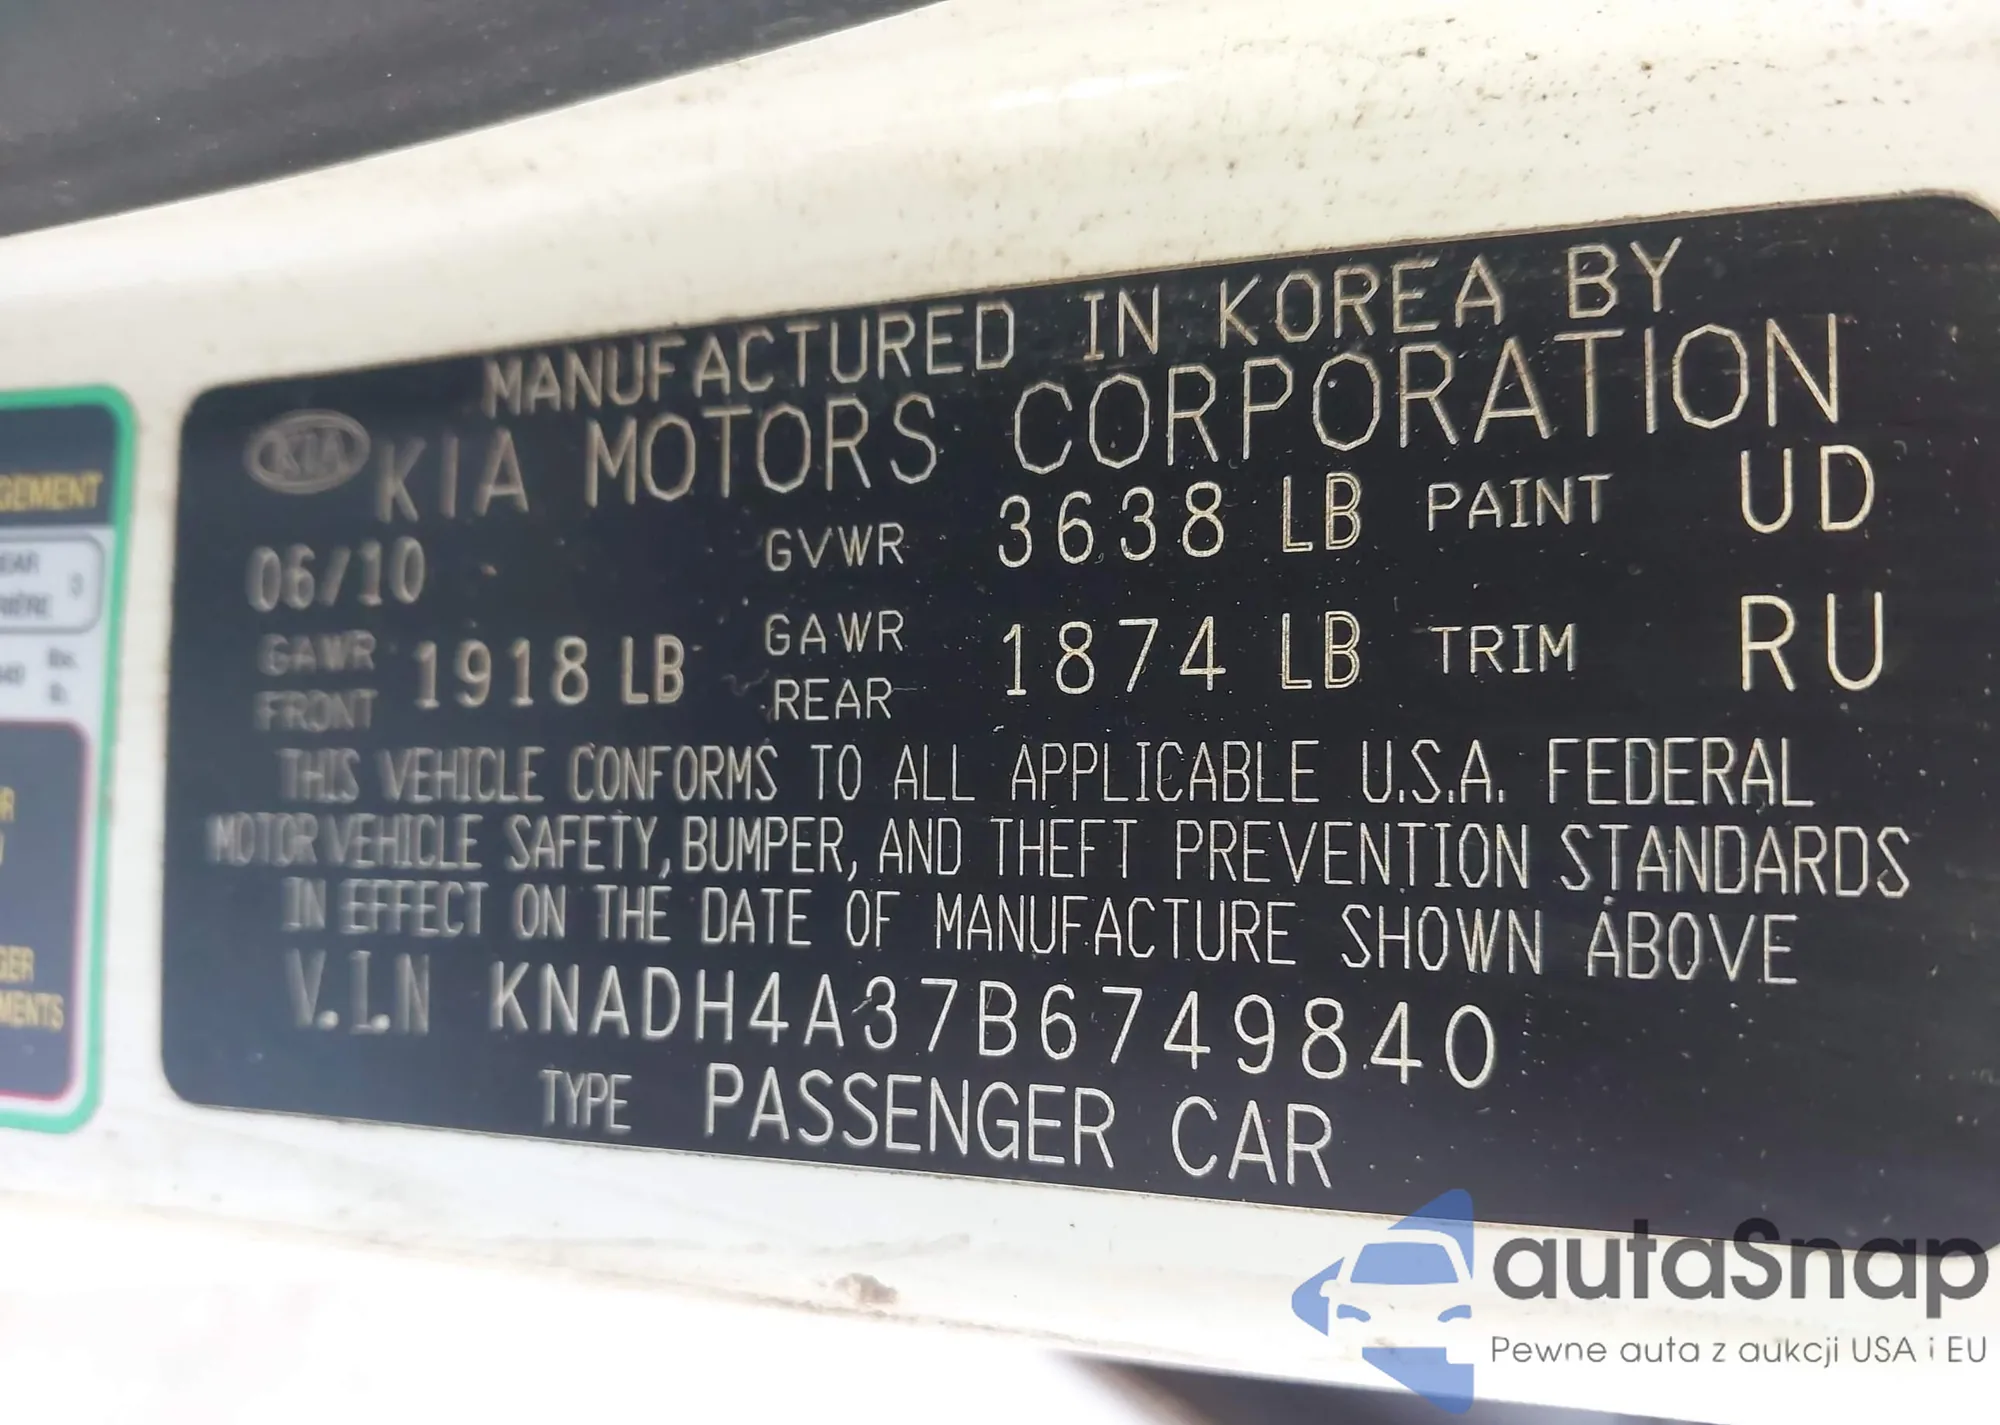 MANUFACTURED IN KOREA BY
KIA KIA MOTORS CORPORATION
06/10 GVWR 3638 LB PAINT UD
GAWR FRONT 1918 LB GAWR REAR 1874 LB TRIM RU
THIS VEHICLE CONFORMS TO ALL APPLICABLE U.S.A. FEDERAL
MOTOR VEHICLE SAFETY, BUMPER, AND THEFT PREVENTION STANDARDS
IN EFFECT ON THE DATE OF MANUFACTURE SHOWN ABOVE
V.I.N KNADH4A37B6749840
TYPE PASSENGER CAR
autaSnap
Pewne auta z aukcji USA i EU